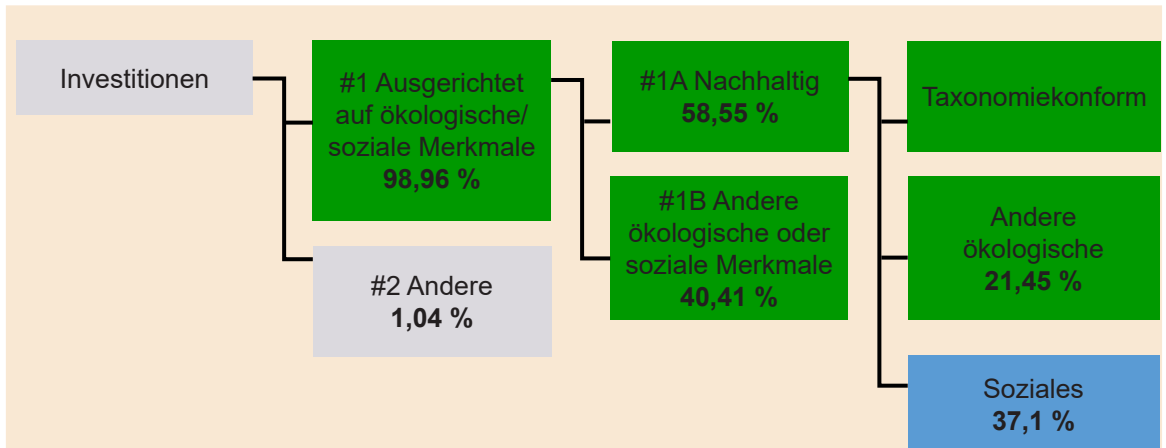 Investitionen
#1 Ausgerichtet
auf ökologische/
soziale Merkmale
98,96 %
#2 Andere
1,04 %
#1A Nachhaltig
58,55 %
#1B Andere
ökologische oder
soziale Merkmale
40,41 %
Taxonomiekonform
Andere
ökologische
21,45 %
Soziales
37,1 %